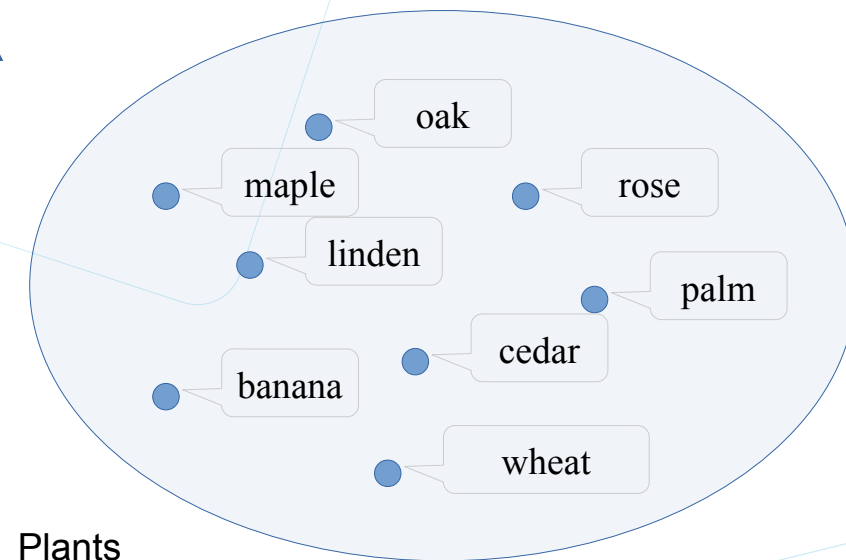 oak
maple
rose
linden
palm
cedar
banana
wheat
Plants